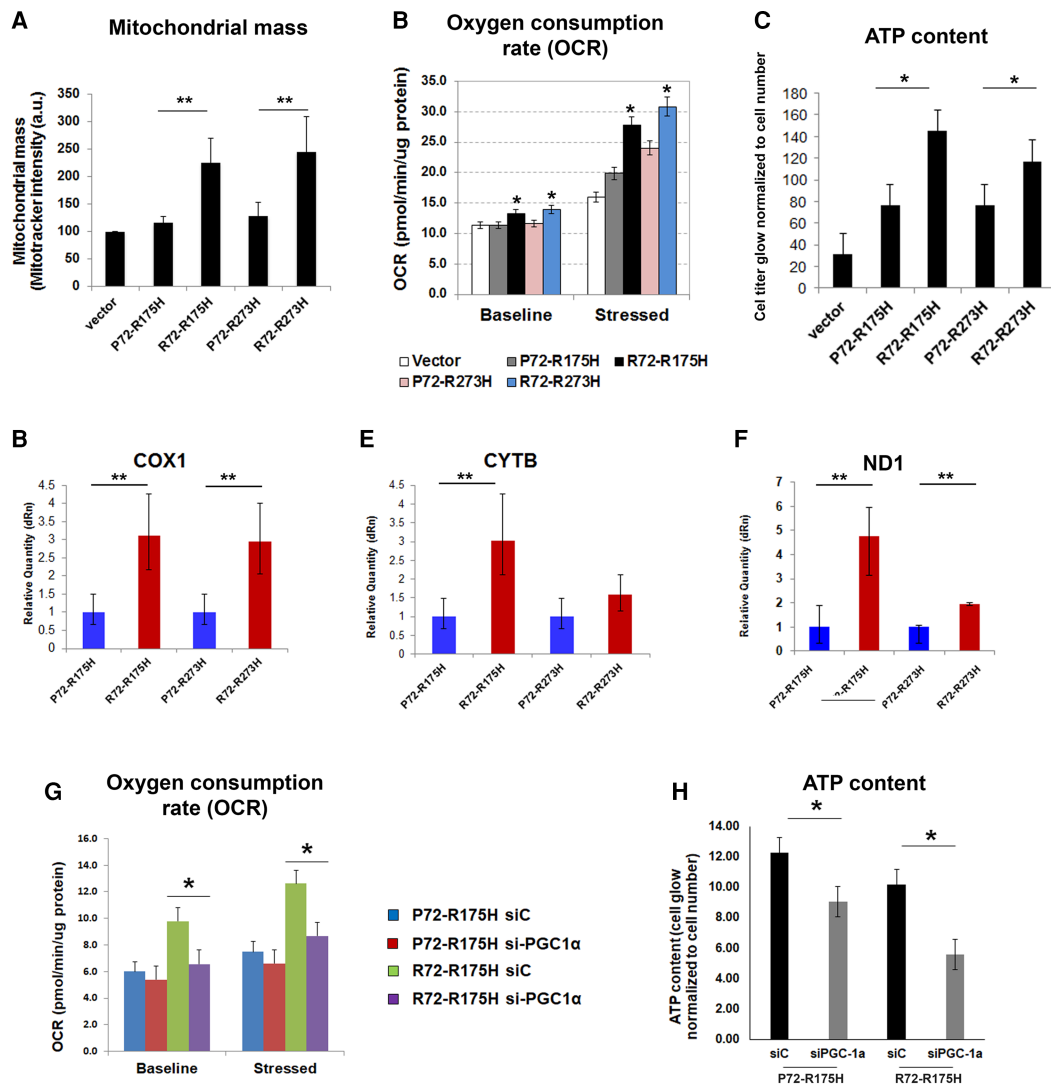 A
Mitochondrial mass
Mitochondrial mass
(Mitotracker intensity (a.u.)
350
300
250
200
150
100
50
0
**
**
vector
P72-R175H
R72-R175H
P72-R273H
R72-R273H
B
Oxygen consumption
rate (OCR)
OCR (pmol/min/ug protein)
35.0
30.0
25.0
20.0
15.0
10.0
5.0
0.0
*
*
*
*
Baseline
Stressed
Vector
P72-R175H
R72-R175H
P72-R273H
R72-R273H
C
ATP content
Cel titer glow normalized to cell number
180
160
140
120
100
80
60
40
20
0
*
*
vector
P72-R175H
R72-R175H
P72-R273H
R72-R273H
B
COX1
Relative Quantity (dRn)
4.5
4
3.5
3
2.5
2
1.5
1
0.5
0
**
**
P72-R175H
R72-R175H
P72-R273H
R72-R273H
E
CYTB
Relative Quantity (dRn)
4.5
4
3.5
3
2.5
2
1.5
1
0.5
0
**
P72-R175H
R72-R175H
P72-R273H
R72-R273H
F
ND1
Relative Quantity (dRn)
7
6
5
4
3
2
1
0
**
**
P72-R175H
2-R175H
P72-R273H
R72-R273H
G
Oxygen consumption
rate (OCR)
OCR (pmol/min/ug protein)
16.0
14.0
12.0
10.0
8.0
6.0
4.0
2.0
0.0
*
*
Baseline
Stressed
P72-R175H siC
P72-R175H si-PGC1α
R72-R175H siC
R72-R175H si-PGC1α
H
ATP content
ATP content (cell glow
normalized to cell number)
14.00
12.00
10.00
8.00
6.00
4.00
2.00
0.00
*
*
siC
siPGC-1a
siC
siPGC-1a
P72-R175H
R72-R175H